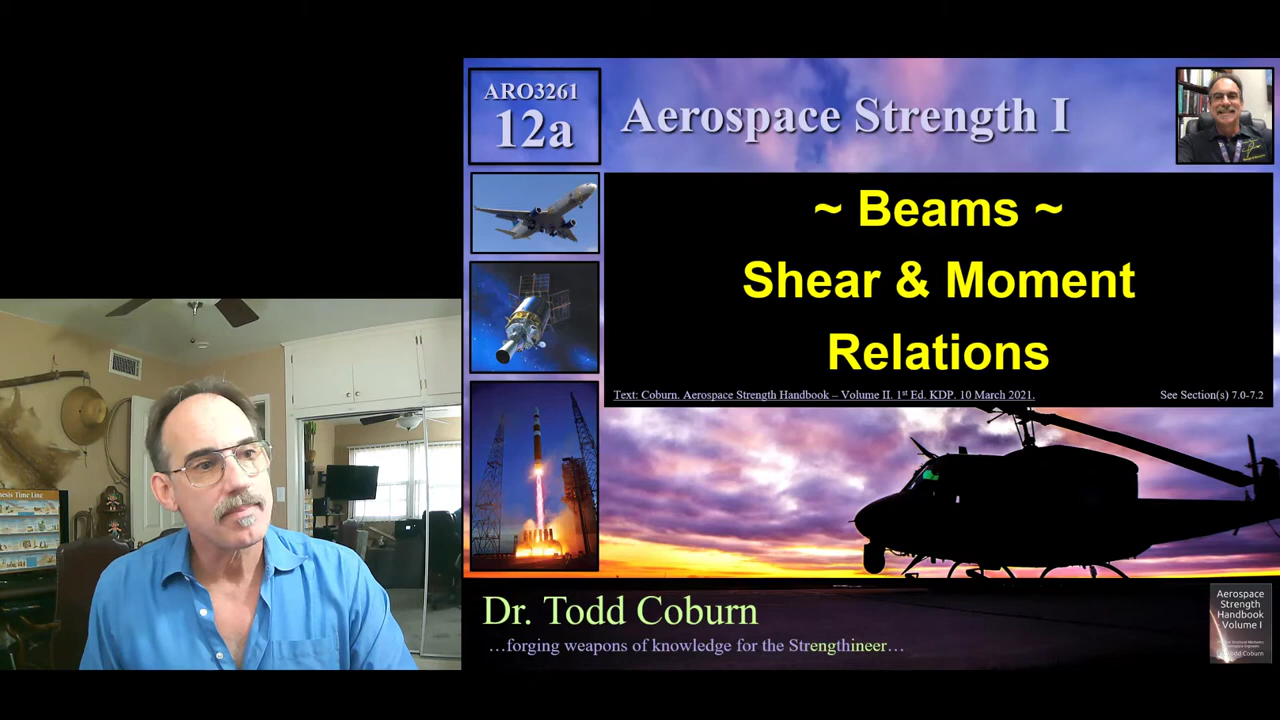 ARO3261
12a
Aerospace Strength I
~ Beams ~
Shear & Moment
Relations
Text: Coburn. Aerospace Strength Handbook – Volume II. 1st Ed. KDP. 10 March 2021.
See Section(s) 7.0-7.2
Dr. Todd Coburn
…forging weapons of knowledge for the Strengthineer…
Aerospace
Strength
Handbook
Volume I
Time Line